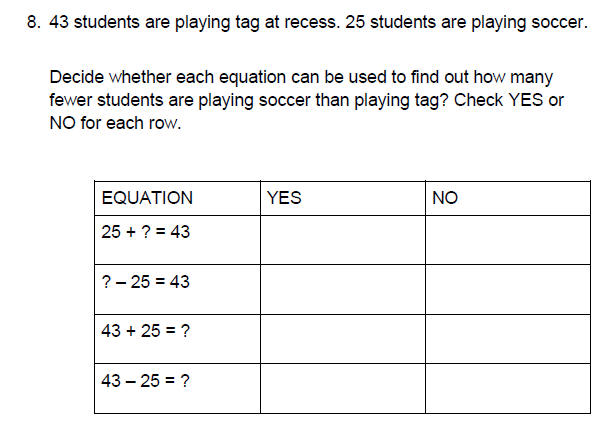 8. 43 students are playing tag at recess. 25 students are playing soccer.
Decide whether each equation can be used to find out how many
fewer students are playing soccer than playing tag? Check YES or
NO for each row.
EQUATION YES NO
25 + ? = 43
? – 25 = 43
43 + 25 = ?
43 – 25 = ?